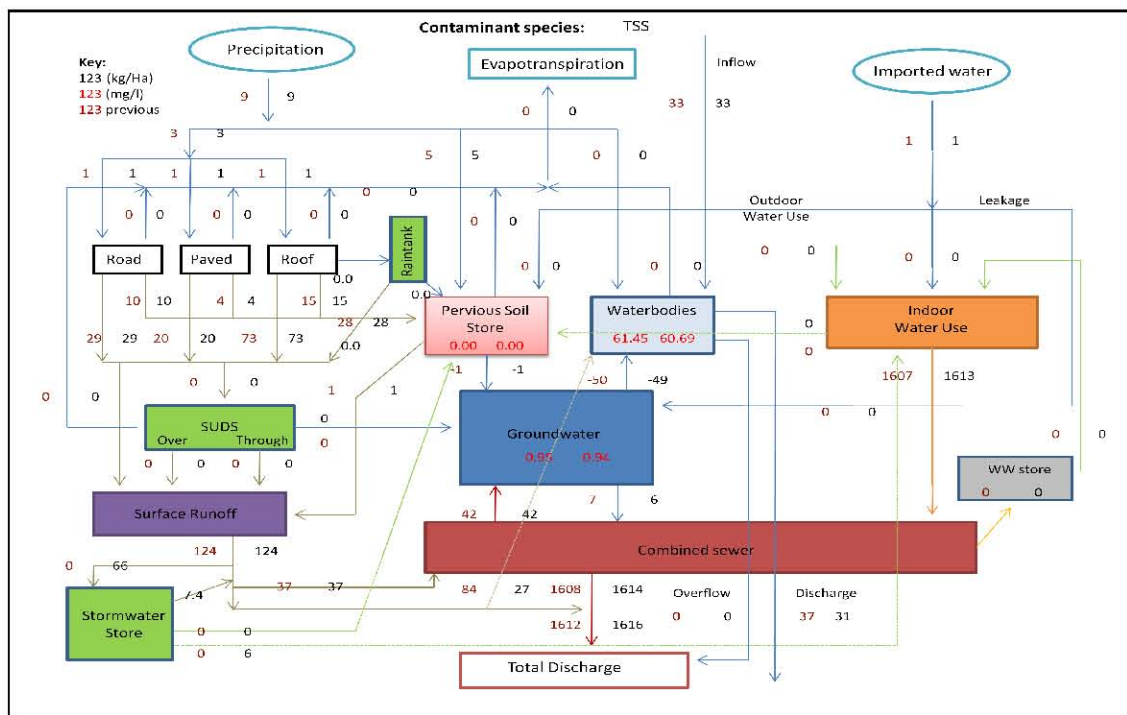 Contaminant species: TSS
Precipitation
Evapotranspiration
Inflow
Imported water
Key:
123 (kg/Ha)
123 (mg/l)
123 previous
9 9
33 33
0 0
3 3
1 1
5 5
0 0
1 1 1 1 1 1
0 0
Outdoor
Water Use
Leakage
0 0 0 0 0 0
0 0
0 0
0 0
Raintank
Road
Paved
Roof
0 0
0 0
0.0
0.0
10 10 4 4 15 15
Pervious Soil
Store
0.00 0.00
Waterbodies
61.45 60.69
Indoor
Water Use
28 28
0
29 29 20 20 73 73
0.0
0
-1 -1
-50 -49
1607 1613
0 0
1 1
0 0
0 0
0
0
SUDS
Over Through
Groundwater
0.95 0.94
0 0
0 0 0 0
WW store
0 0
Surface Runoff
42 42
7 6
124 124
Combined sewer
0 66
7.4
37 37
84 27 1608 1614
Overflow
Discharge
Stormwater
Store
1612 1616
0 0
37 31
0 0
0 6
Total Discharge